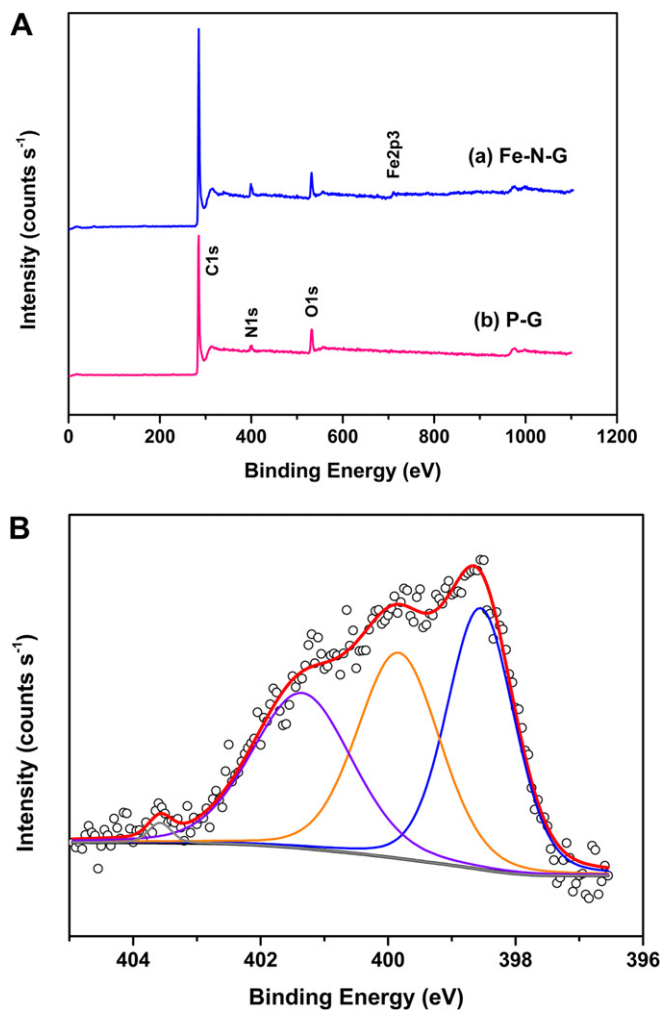 A
Intensity (counts s⁻¹)
Fe2p3
(a) Fe-N-G
C1s
N1s
O1s
(b) P-G
0 200 400 600 800 1000 1200
Binding Energy (eV)
B
Intensity (counts s⁻¹)
404 402 400 398 396
Binding Energy (eV)